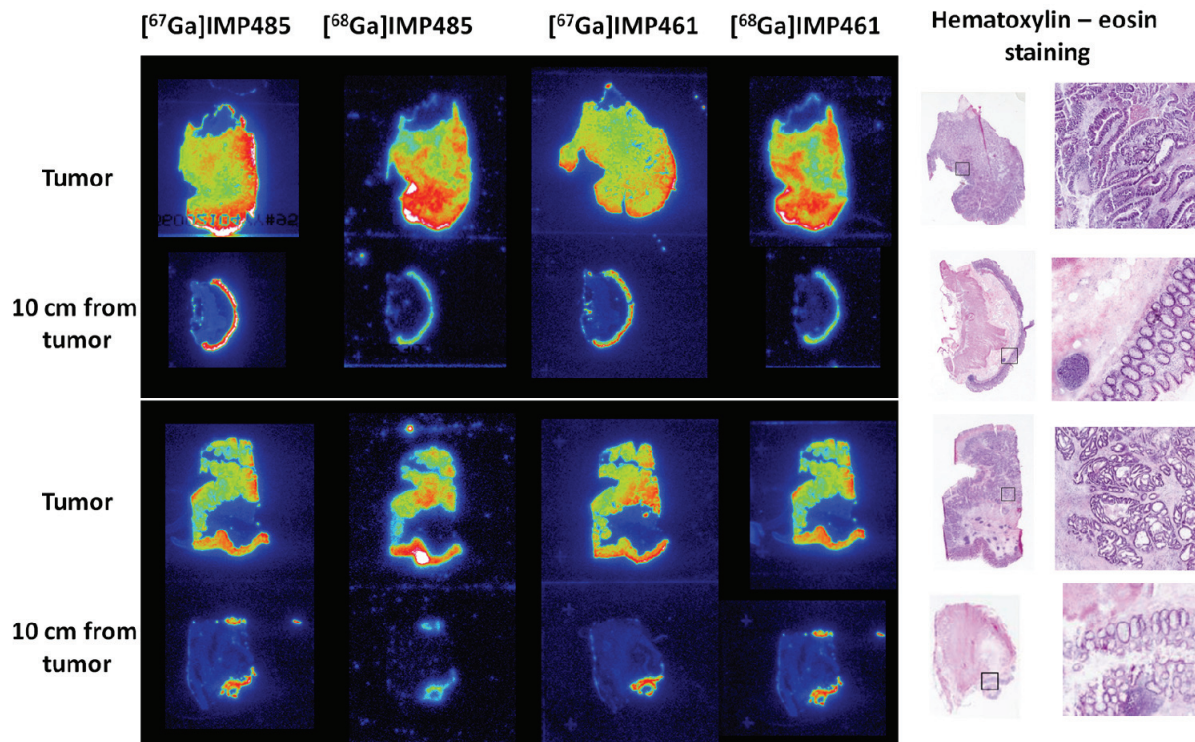 [⁶⁷Ga]IMP485 [⁶⁸Ga]IMP485 [⁶⁷Ga]IMP461 [⁶⁸Ga]IMP461 Hematoxylin – eosin
staining
Tumor
10 cm from
tumor
Tumor
10 cm from
tumor